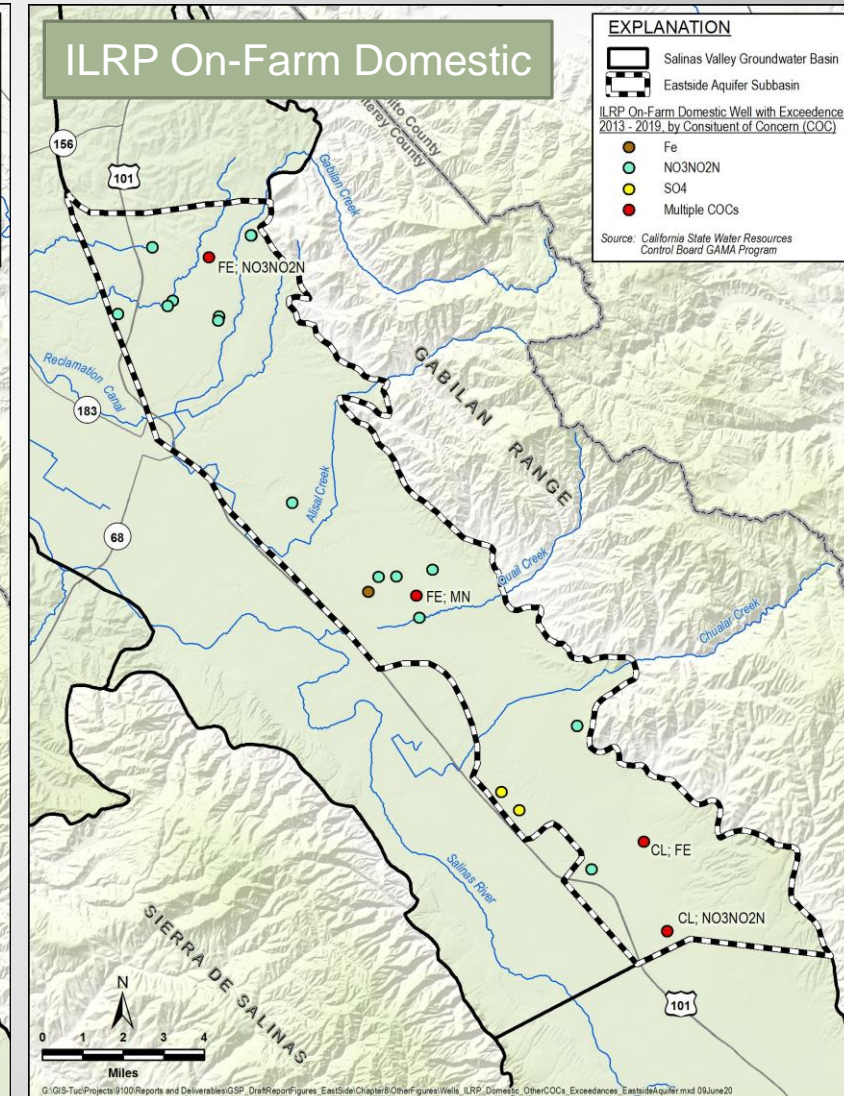 ILRP On-Farm Domestic
EXPLANATION
Salinas Valley Groundwater Basin
Eastside Aquifer Subbasin
ILRP On-Farm Domestic Well with Exceedence
2013 - 2019, by Consituent of Concern (COC)
Fe
NO3NO2N
SO4
Multiple COCs
Source: California State Water Resources
Control Board GAMA Program
Monterey County
156
101
Gabilan Creek
FE; NO3NO2N
Reclamation Canal
183
GABILAN RANGE
68
Alisal Creek
Quail Creek
FE; MN
Chualar Creek
CL; FE
Salinas River
CL; NO3NO2N
SIERRA DE SALINAS
101
N
0 1 2 3 4
Miles
G:\GIS-Tuc\Projects\9100\Reports and Deliverables\GSP_DraftReportFigures_EastSide\Chapter8\OtherFigures\Wells_ILRP_Domestic_OtherCOCs_Exceedances_EastsideAquifer.mxd 09June20